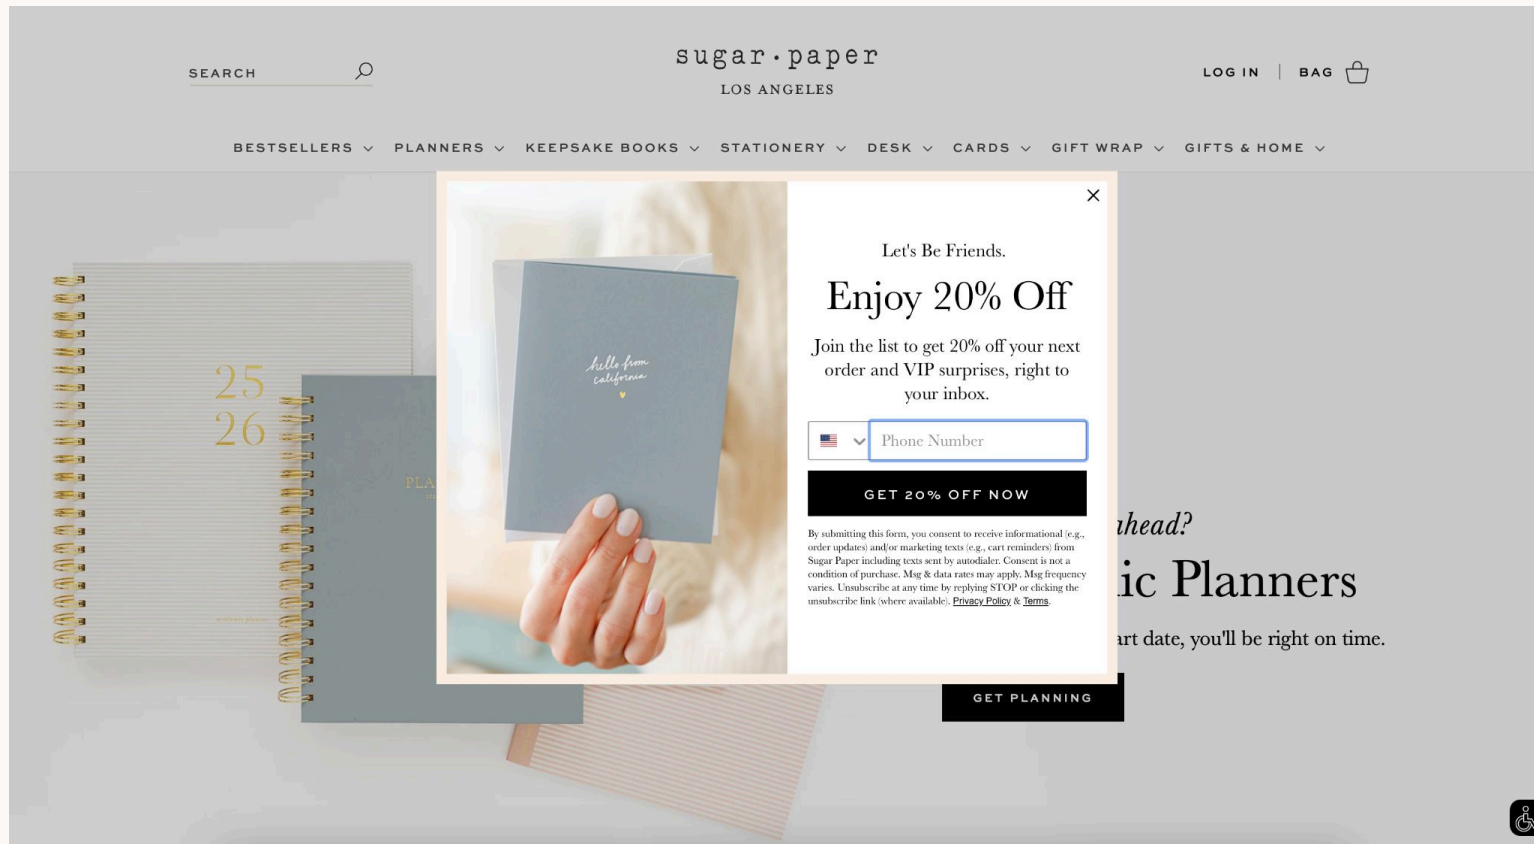 SEARCH
sugar·paper
LOS ANGELES
LOG IN | BAG
BESTSELLERS PLANNERS KEEPSAKE BOOKS STATIONERY DESK CARDS GIFT WRAP GIFTS & HOME
25
26
hello from
california
Let's Be Friends.
Enjoy 20% Off
Join the list to get 20% off your next
order and VIP surprises, right to
your inbox.
Phone Number
GET 20% OFF NOW
By submitting this form, you consent to receive informational (e.g.,
order updates) and/or marketing texts (e.g., cart reminders) from
Sugar Paper including texts sent by autodialer. Consent is not a
condition of purchase. Msg & data rates may apply. Msg frequency
varies. Unsubscribe at any time by replying STOP or clicking the
unsubscribe link (where available). Privacy Policy & Terms.
ahead?
ic Planners
art date, you'll be right on time.
GET PLANNING